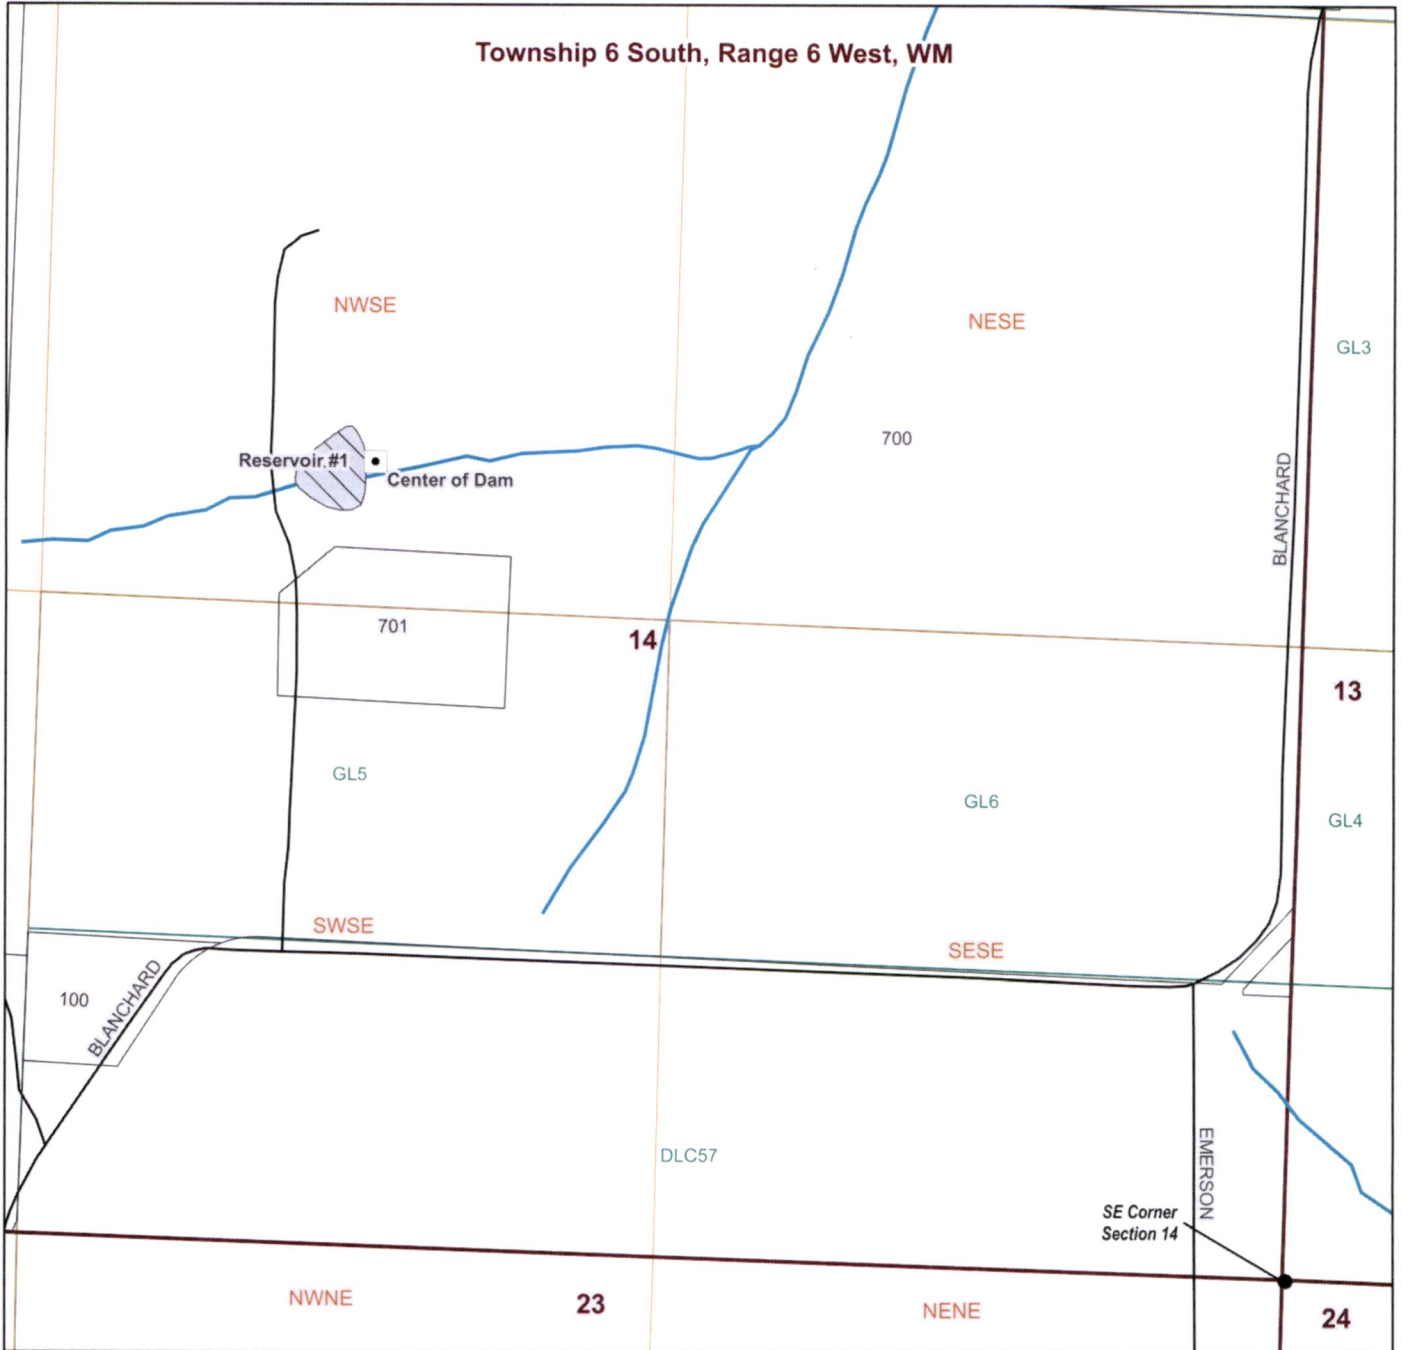 Township 6 South, Range 6 West, WM
NWSE
NESE
GL3
700
Reservoir #1
Center of Dam
BLANCHARD
701
14
13
GL5
GL6
GL4
SWSE
SESE
100
BLANCHARD
DLC57
EMERSON
SE Corner
Section 14
NWNE
23
NENE
24